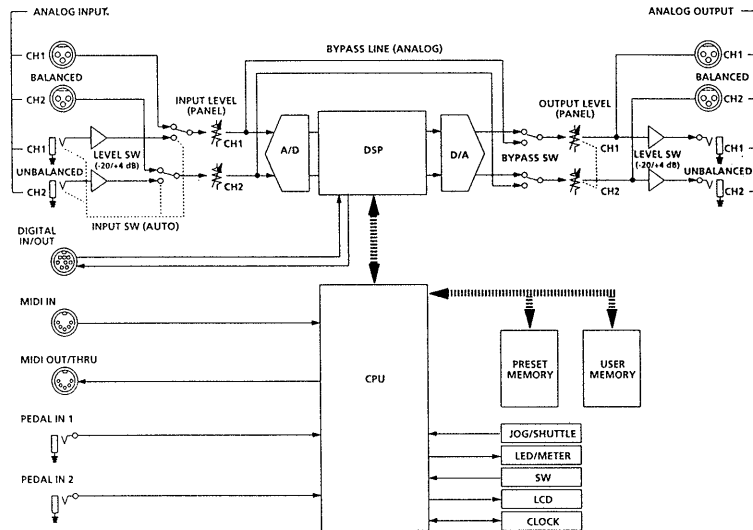 ANALOG INPUT
ANALOG OUTPUT
CH1
BALANCED
CH2
BYPASS LINE (ANALOG)
CH1
BALANCED
CH2
INPUT LEVEL
(PANEL)
OUTPUT LEVEL
(PANEL)
CH1
CH2
A/D
DSP
D/A
BYPASS SW
CH1
CH2
CH1
UNBALANCED
CH2
LEVEL SW
(-20/+4 dB)
INPUT SW (AUTO)
LEVEL SW
(-20/+4 dB)
CH1
UNBALANCED
CH2
DIGITAL
IN/OUT
MIDI IN
MIDI OUT/THRU
PEDAL IN 1
PEDAL IN 2
CPU
PRESET
MEMORY
USER
MEMORY
JOG/SHUTTLE
LED/METER
SW
LCD
CLOCK